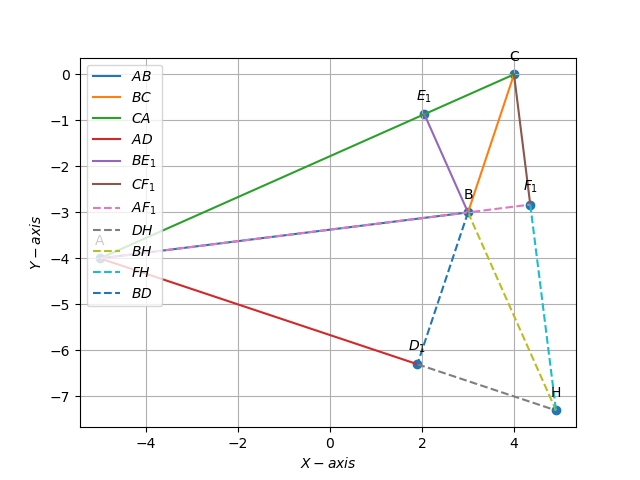 C
0
AB
BC
E₁
CA
−1
AD
BE₁
−2
CF₁
F₁
AF₁
B
−3
DH
A
BH
−4
FH
BD
−5
D₁
−6
H
−7
−4
−2
0
2
4
X − axis
Y − axis